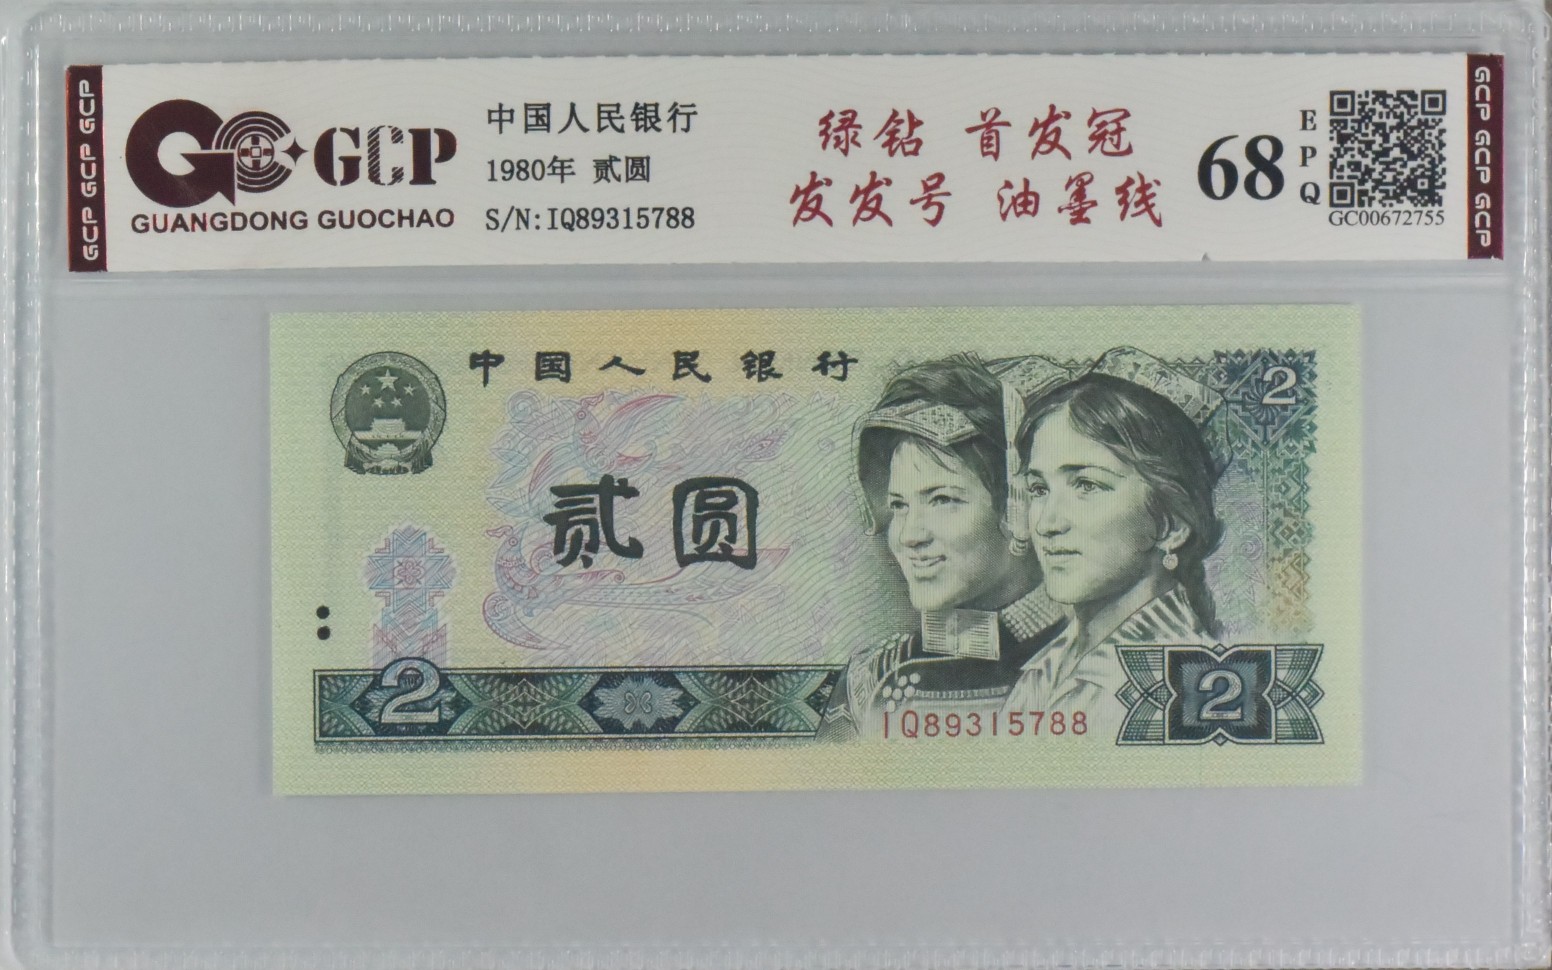 GCP GCP GCP
GCP
GUANGDONG GUOCHAO
中国人民银行
1980年 贰圆
S/N:IQ89315788
绿钻 首发冠
发发号 油墨线
68
EPQ
GC00672755
GCP GCP GCP
中国人民银行
2
贰圆
2
2
IQ89315788